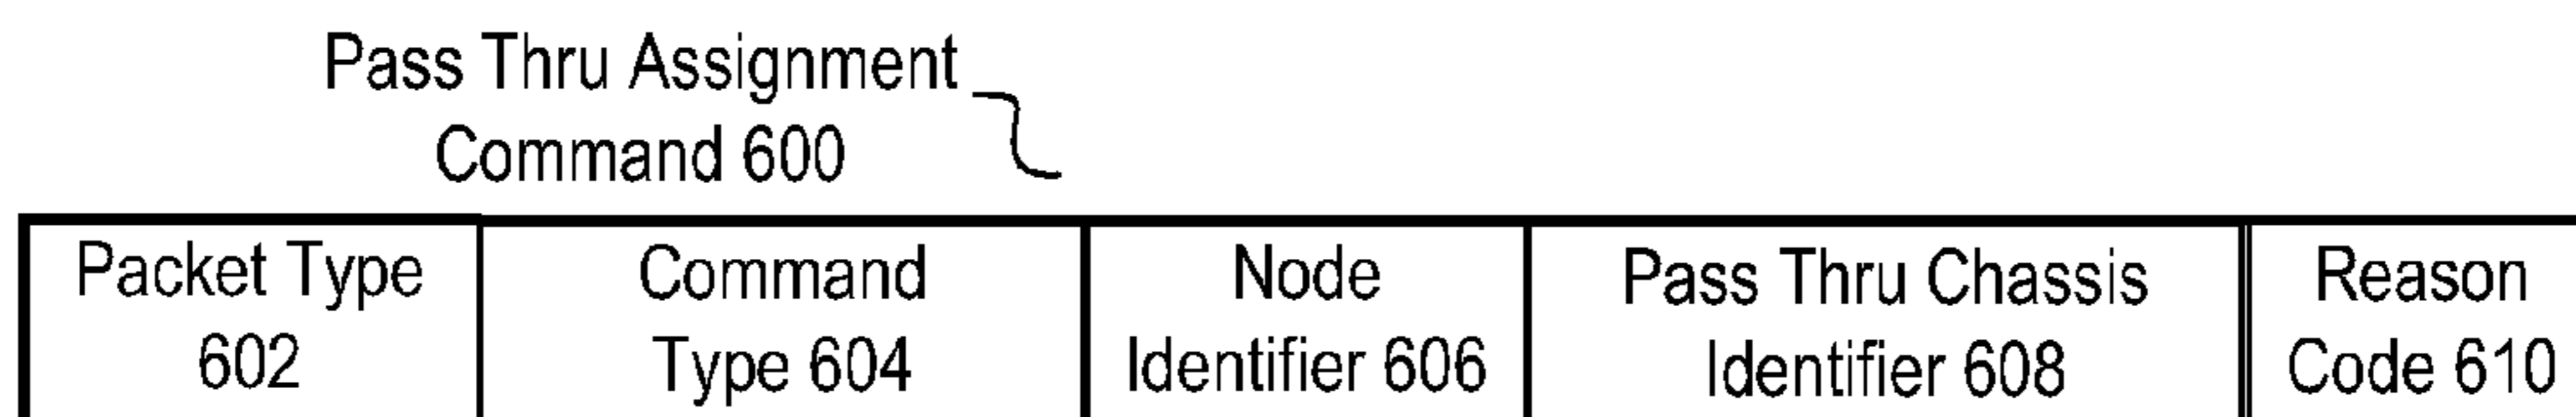 Pass Thru Assignment
Command 600
Packet Type
602
Command
Type 604
Node
Identifier 606
Pass Thru Chassis
Identifier 608
Reason
Code 610